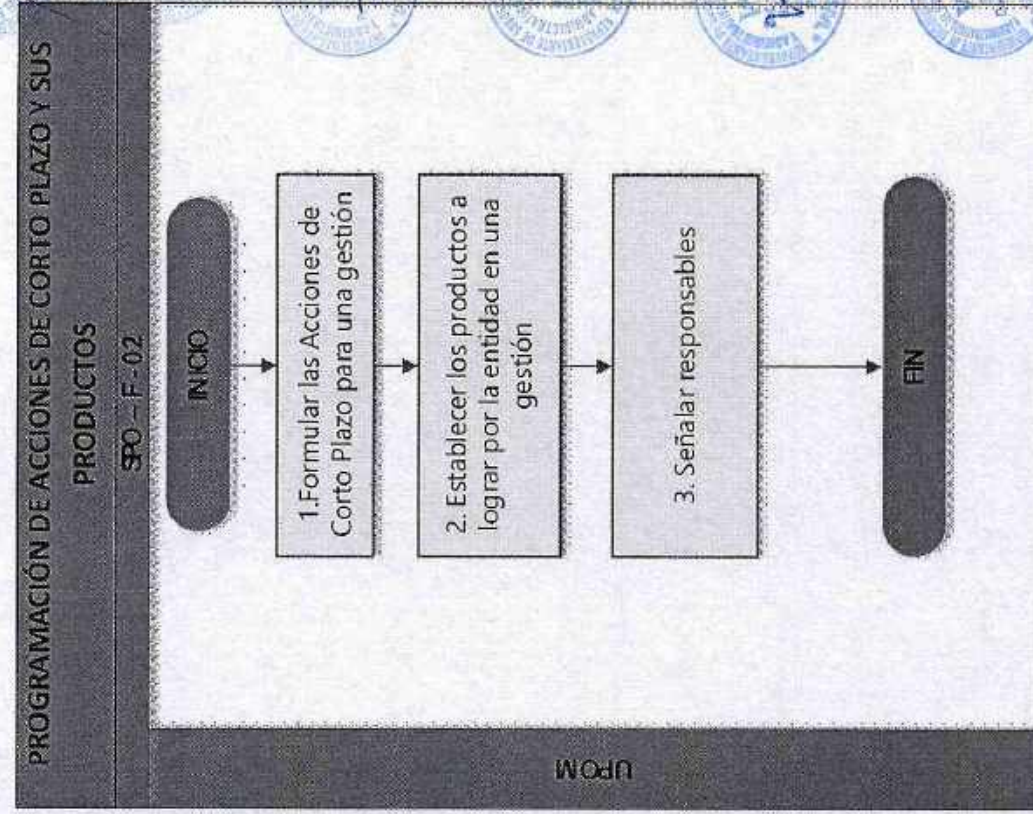 PROGRAMACIÓN DE ACCIONES DE CORTO PLAZO Y SUS
PRODUCTOS
SPO – F - 02
INICIO
1.Formular las Acciones de
Corto Plazo para una gestión
2. Establecer los productos a
lograr por la entidad en una
gestión
3. Señalar responsables
FIN
UPOM